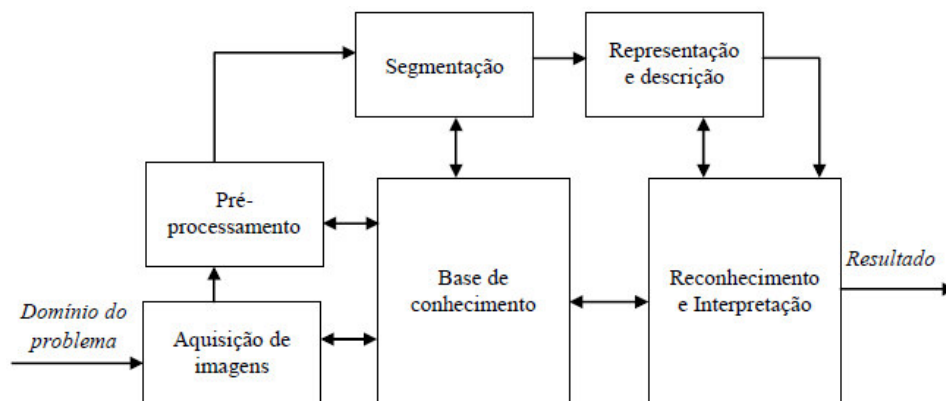 Segmentação
Representação
e descrição
Pré-
processamento
Base de
conhecimento
Reconhecimento
e Interpretação
Resultado
Domínio do
problema
Aquisição de
imagens